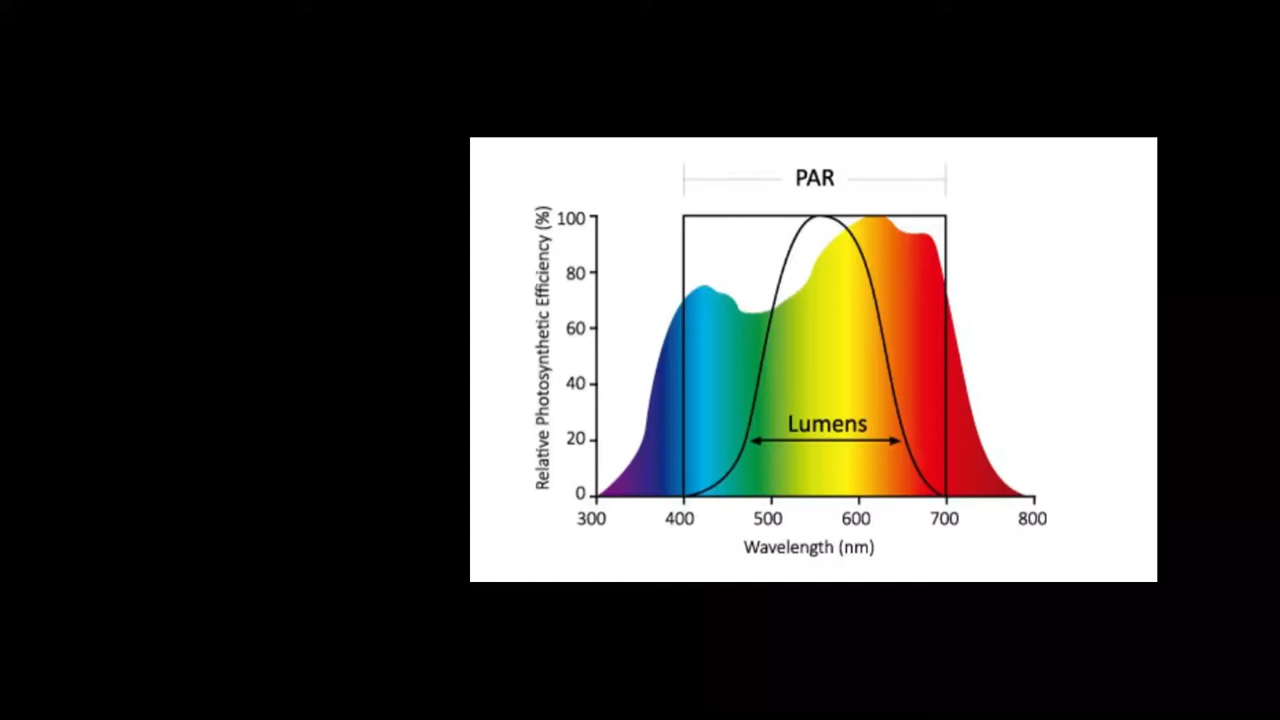 PAR
Relative Photosynthetic Efficiency (%)
100
80
60
40
20
0
Lumens
300 400 500 600 700 800
Wavelength (nm)